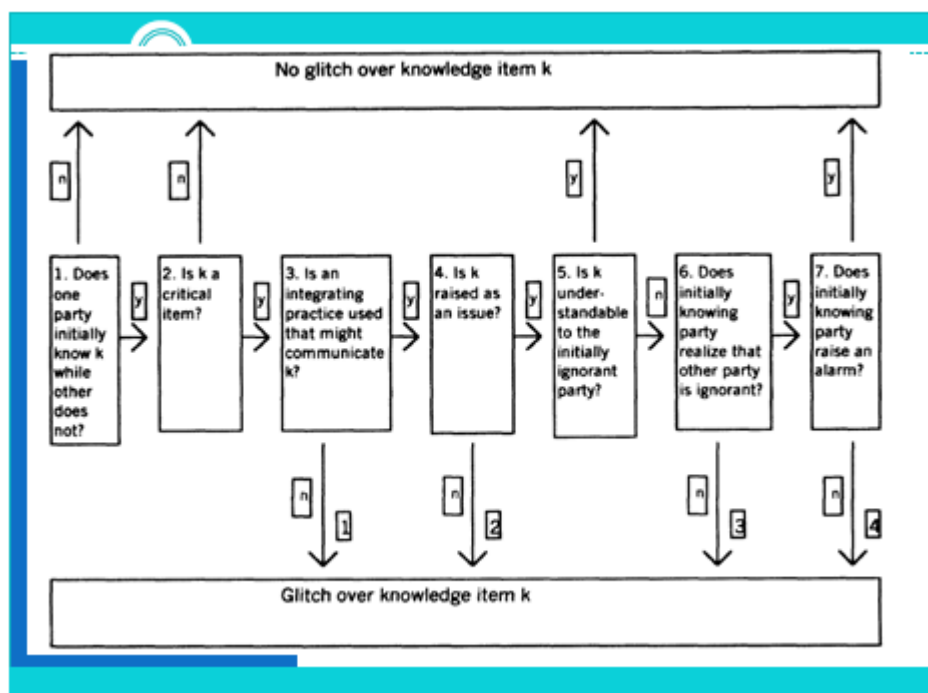 No glitch over knowledge item k
n
n
y
y
1. Does
one
party
initially
know k
while
other
does
not?
y
2. Is k a
critical
item?
y
3. Is an
integrating
practice used
that might
communicate
k?
y
4. Is k
raised as
an issue?
y
5. Is k
under-
standable
to the
initially
ignorant
party?
n
6. Does
initially
knowing
party
realize that
other party
is ignorant?
y
7. Does
initially
knowing
party
raise an
alarm?
n
1
n
2
n
3
n
4
Glitch over knowledge item k